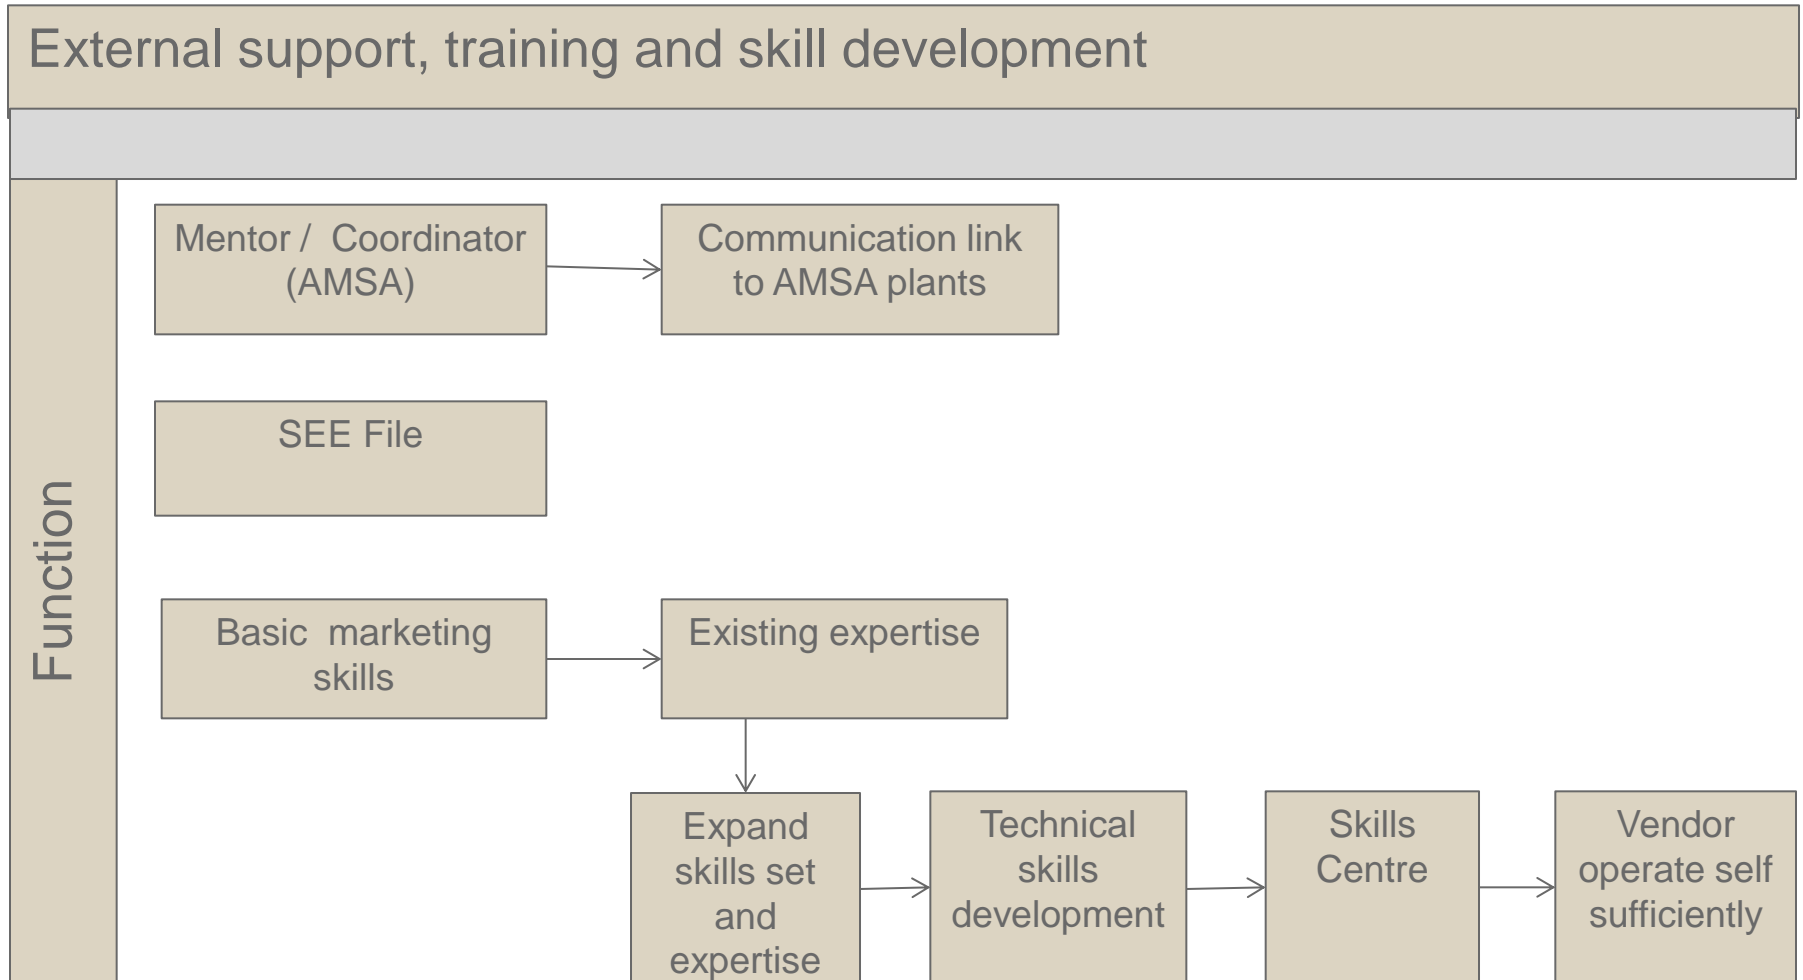 External support, training and skill development
Function
Mentor / Coordinator
(AMSA)
Communication link
to AMSA plants
SEE File
Basic marketing
skills
Existing expertise
Expand
skills set
and
expertise
Technical
skills
development
Skills
Centre
Vendor
operate self
sufficiently